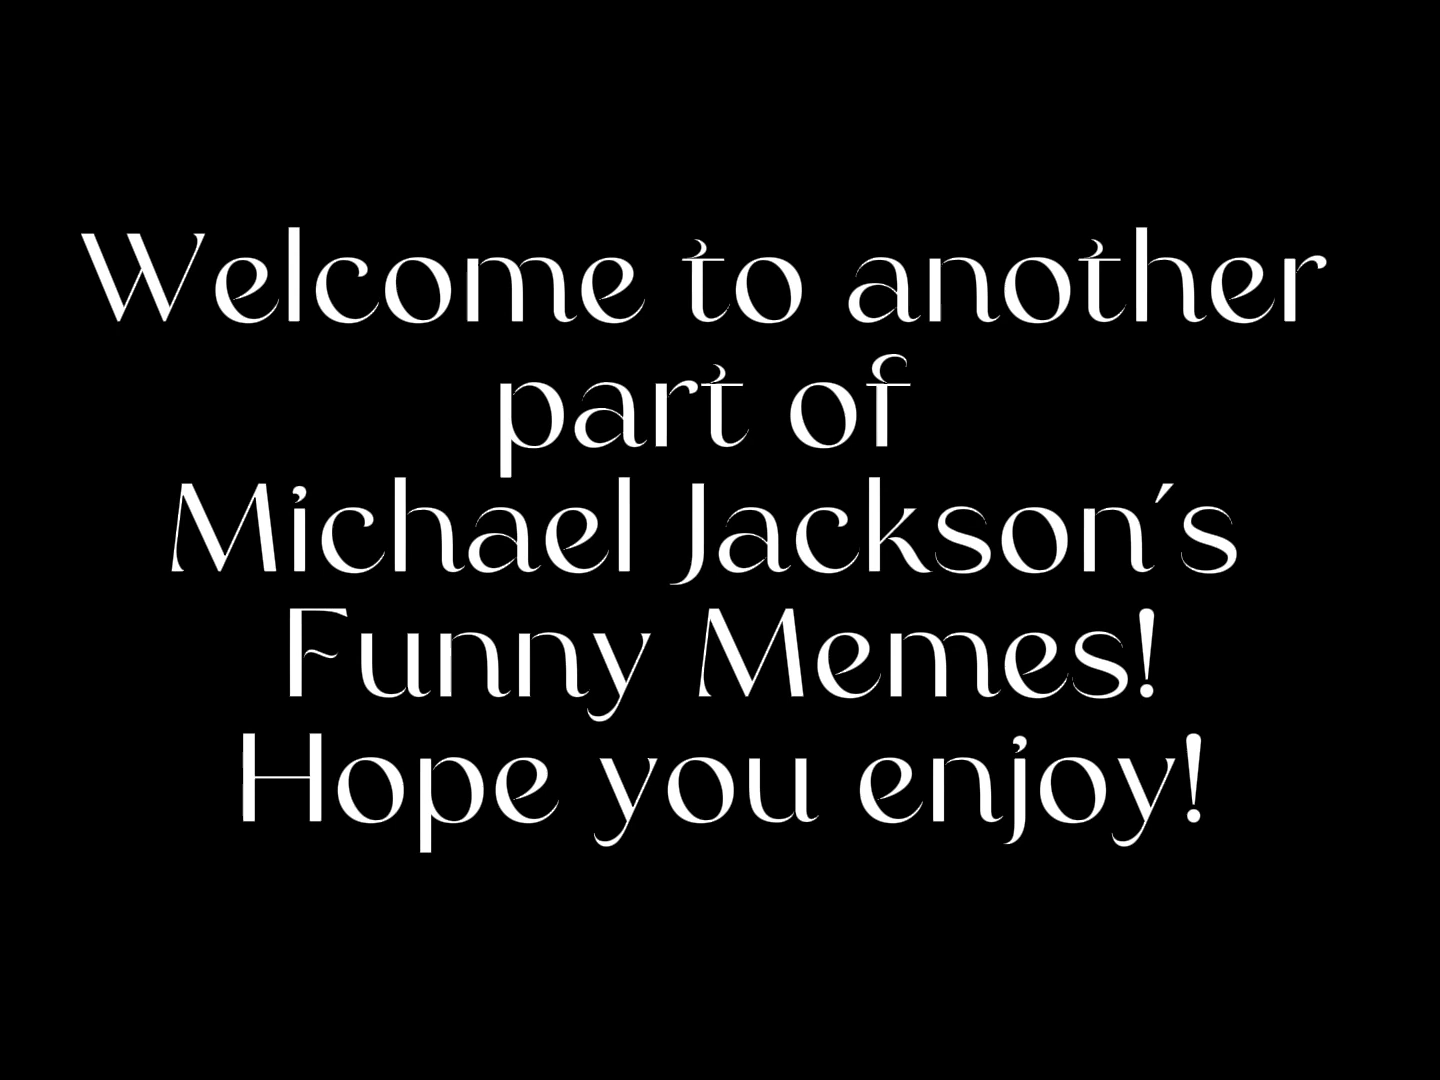 Welcome to another
part of
Michael Jackson's
Funny Memes!
Hope you enjoy!